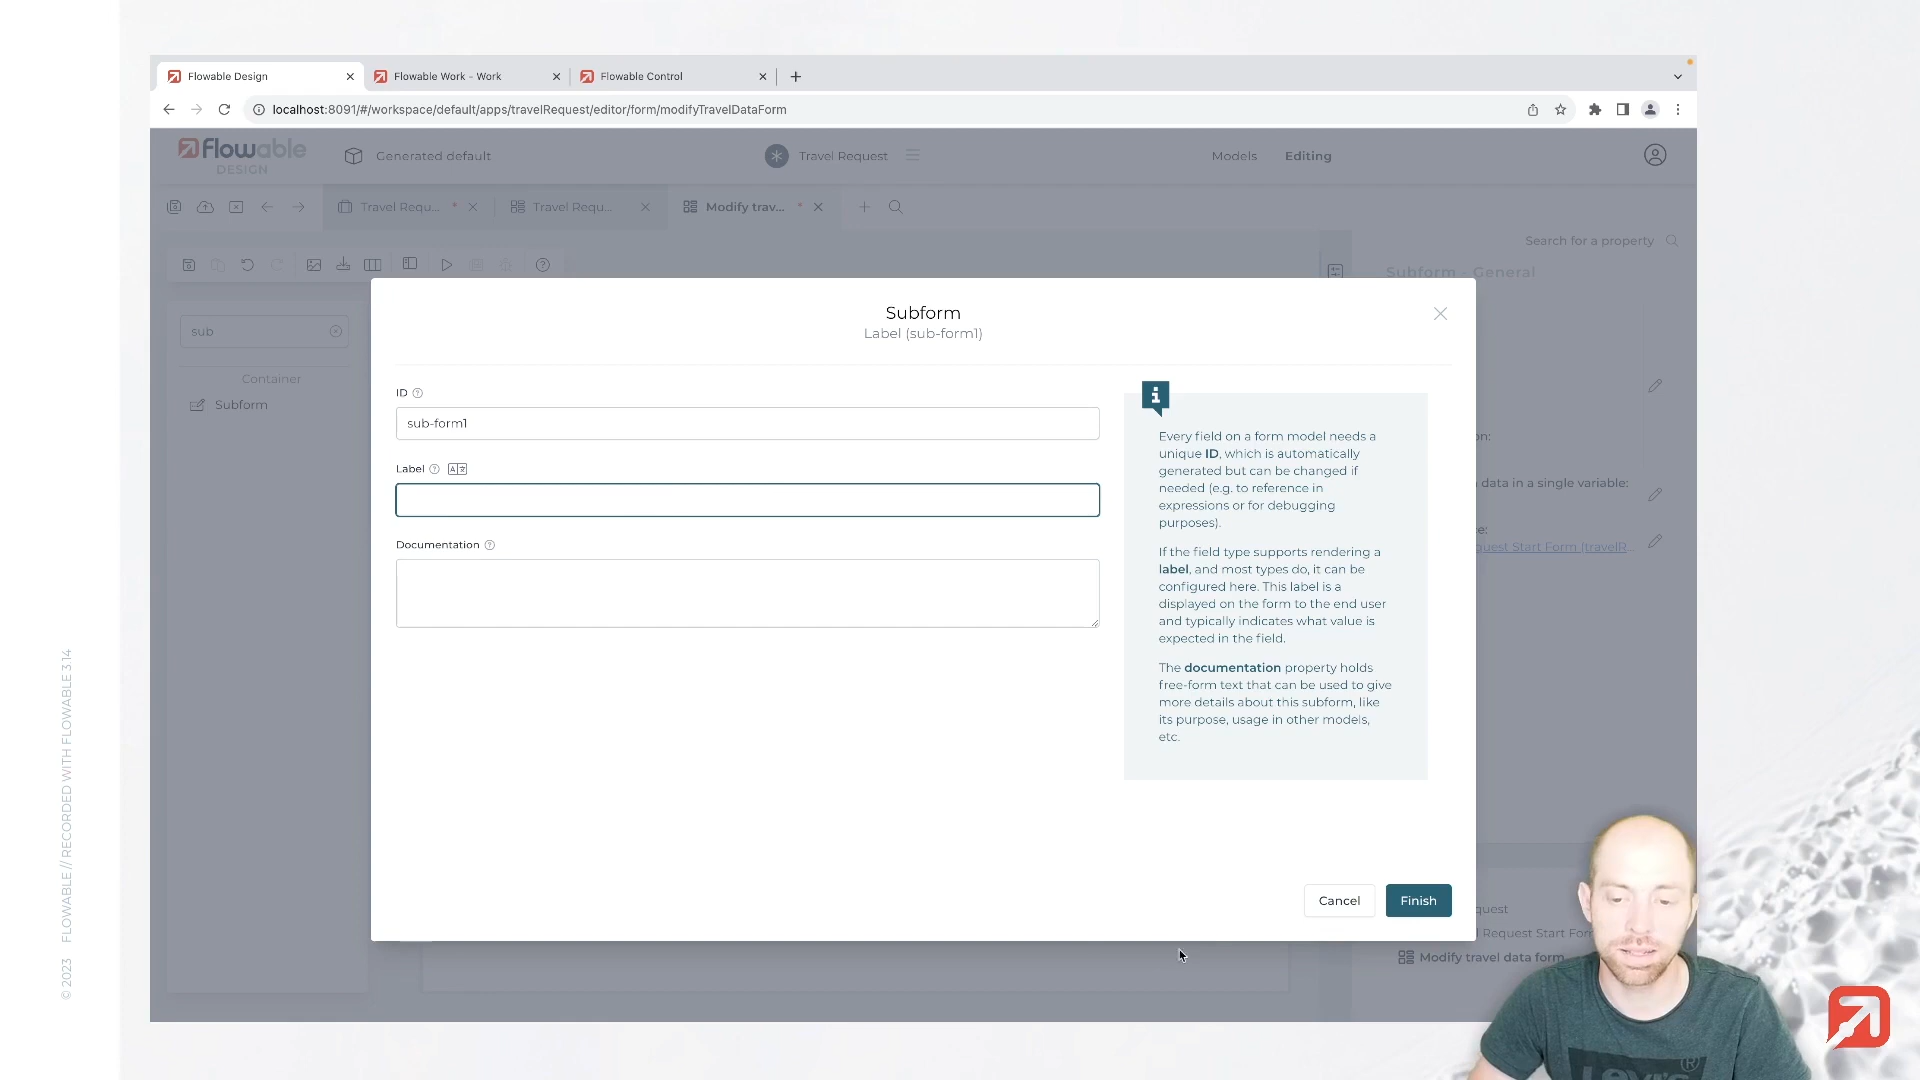 Flowable Design
Flowable Work - Work
Flowable Control
localhost:8091/#/workspace/default/apps/travelRequest/editor/form/modifyTravelDataForm
flowable
DESIGN
Generated default
Travel Request
Models
Editing
Travel Requ... *
Travel Requ...
Modify trav... *
Search for a property
Subform - General
sub
Container
Subform
Subform
Label (sub-form1)
ID
sub-form1
Label
Documentation
Every field on a form model needs a
unique ID, which is automatically
generated but can be changed if
needed (e.g. to reference in
expressions or for debugging
purposes).
If the field type supports rendering a
label, and most types do, it can be
configured here. This label is a
displayed on the form to the end user
and typically indicates what value is
expected in the field.
The documentation property holds
free-form text that can be used to give
more details about this subform, like
its purpose, usage in other models,
etc.
on:
data in a single variable:
e:
quest Start Form (travelR...
Cancel
Finish
quest
l Request Start For
Modify travel data form
© 2023 FLOWABLE // RECORDED WITH FLOWABLE 3.14
Levi's